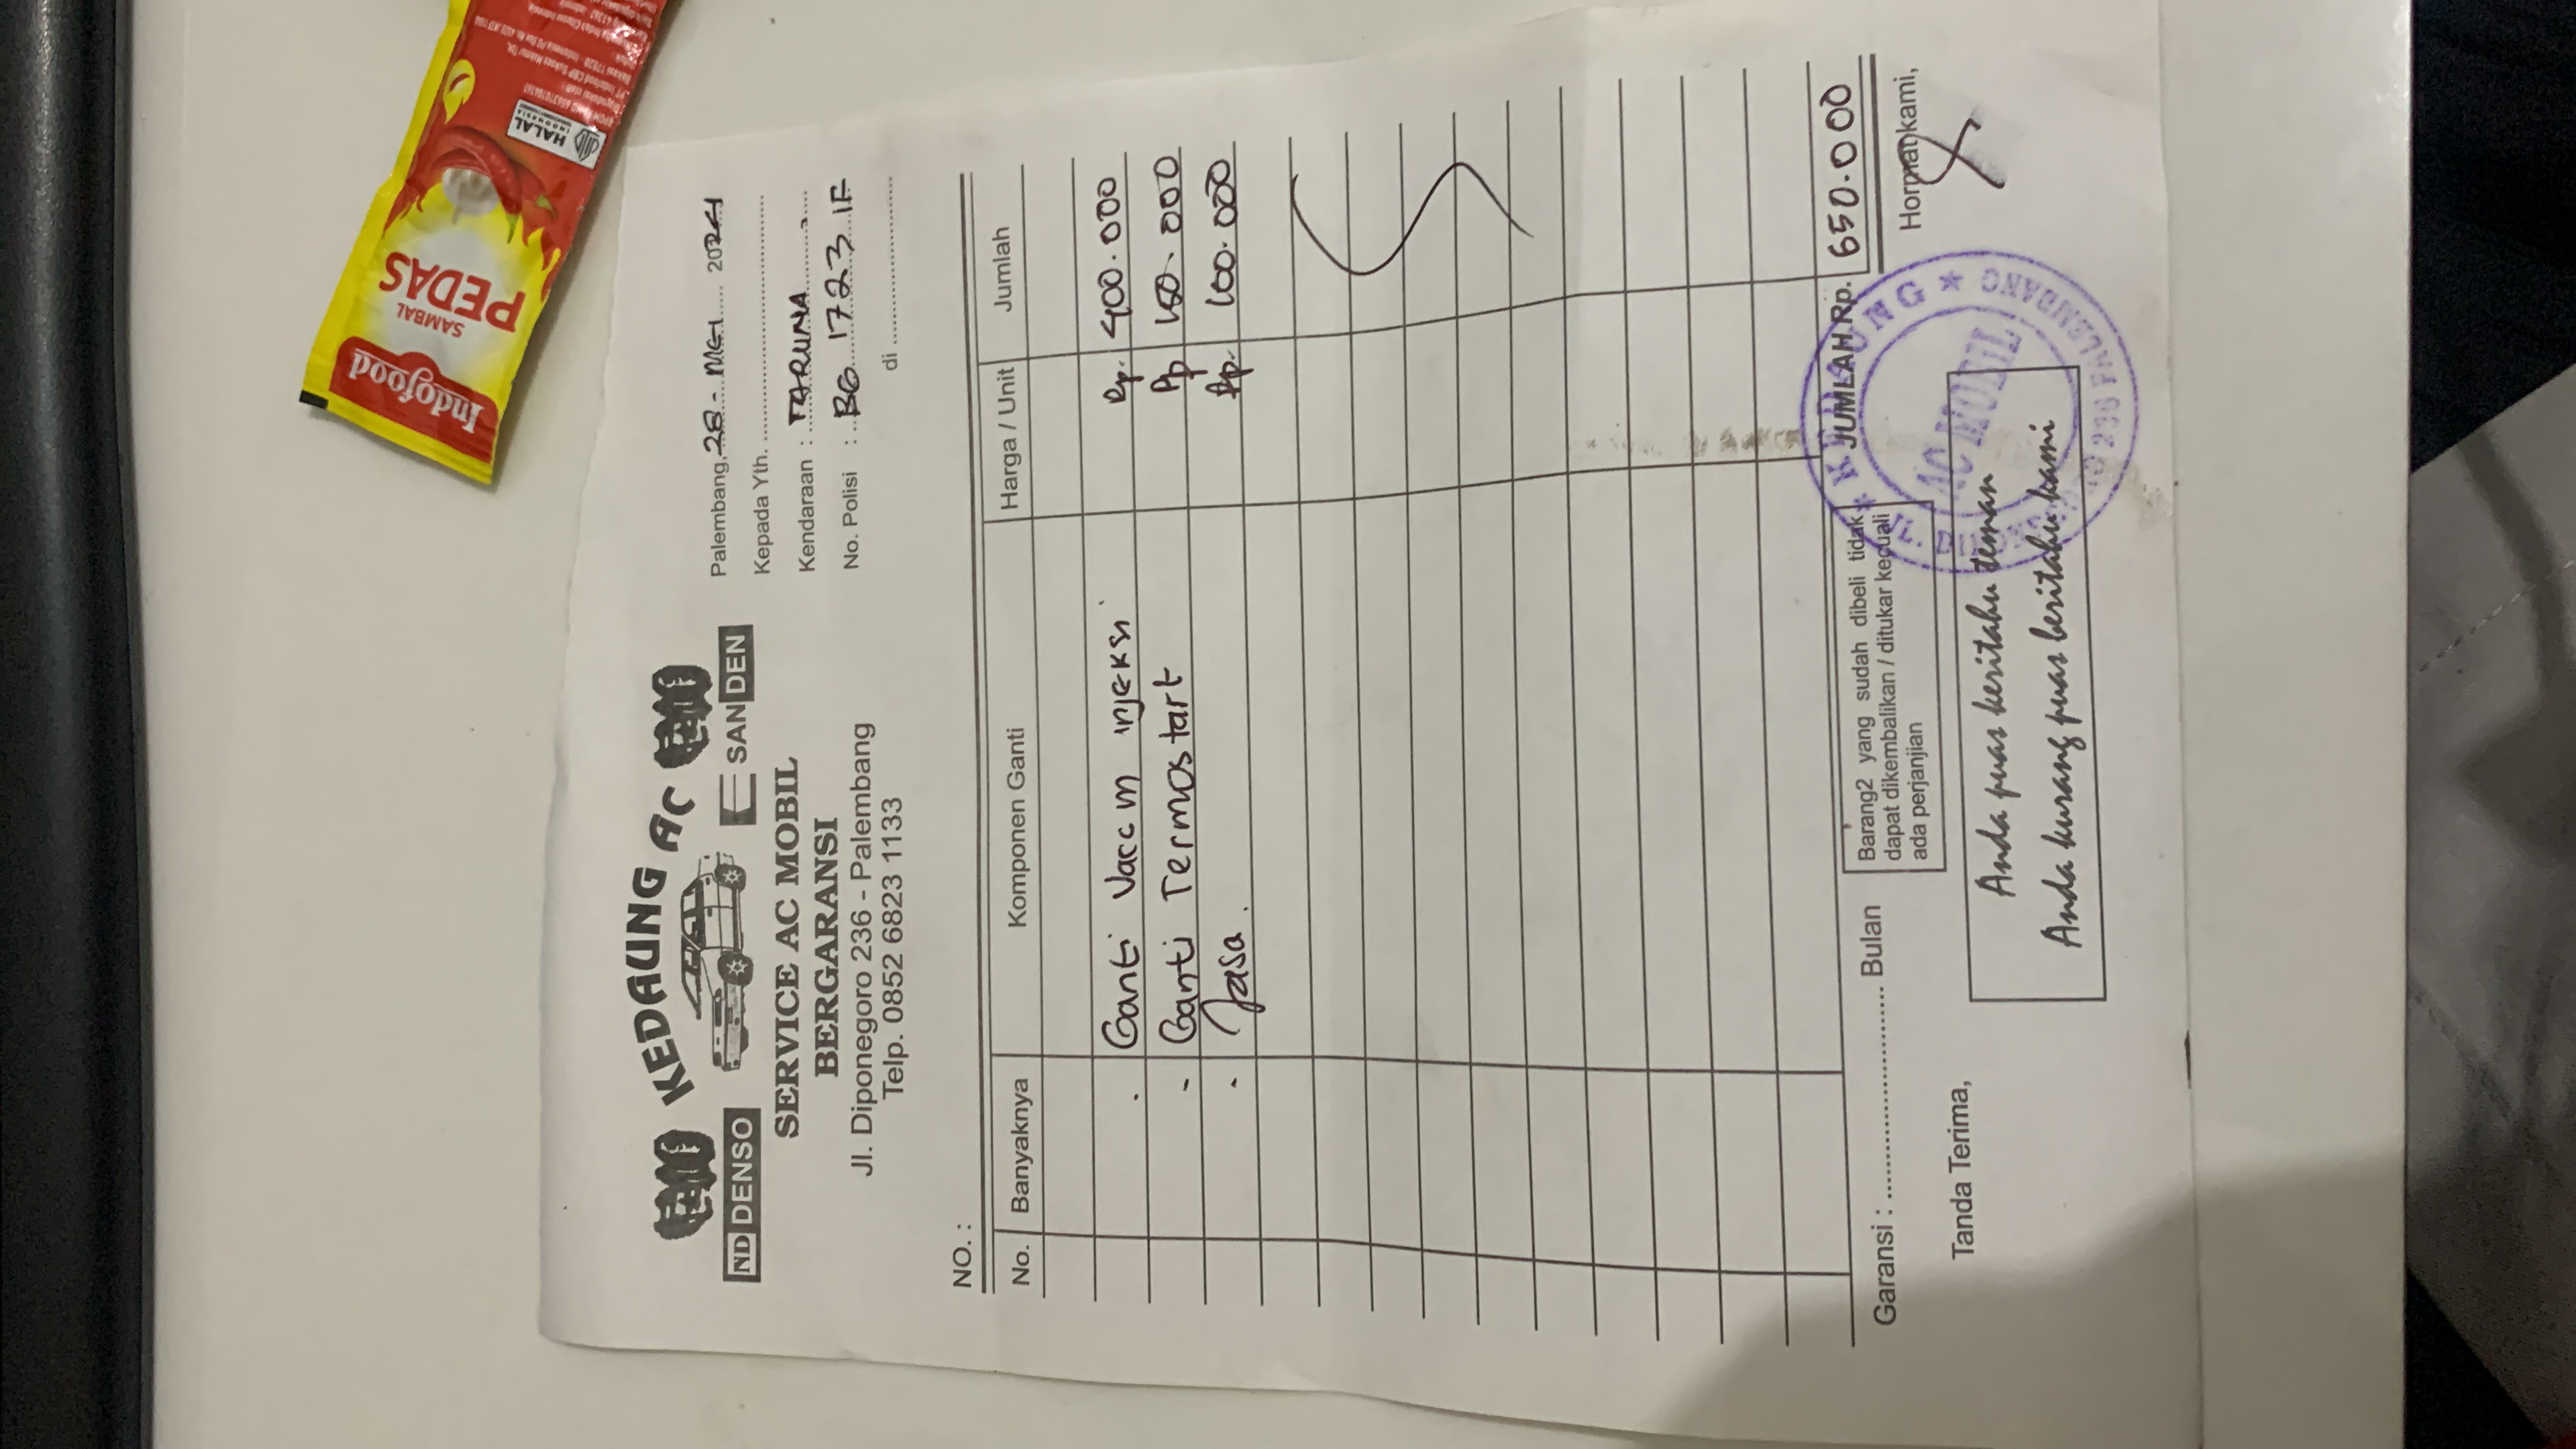 Indofood
SAMBAL
PEDAS
HALAL
INDONESIA
KEDAUNG AC
ND DENSO
SANDEN
SERVICE AC MOBIL
BERGARANSI
Jl. Diponegoro 236 - Palembang
Telp. 0852 6823 1133
Palembang, 28 - MEI 2024
Kepada Yth.
Kendaraan : TARUNA
No. Polisi : BG 1723 IF
di
NO. :
No. Banyaknya Komponen Ganti Harga / Unit Jumlah
. Ganti Vaccm injeksi Rp. 400.000
- Ganti Termostart Rp 150.000
- Jasa. Rp. 100.000
JUMLAH Rp. 650.000
Garansi : Bulan
Barang2 yang sudah dibeli tidak
dapat dikembalikan / ditukar kecuali
ada perjanjian
Hormat kami,
Tanda Terima,
Anda puas keritahu teman
Anda kurang puas beritahu kami
KEDAUNG
AC MOBIL
JL. DIPONEGORO 236 PALEMBANG